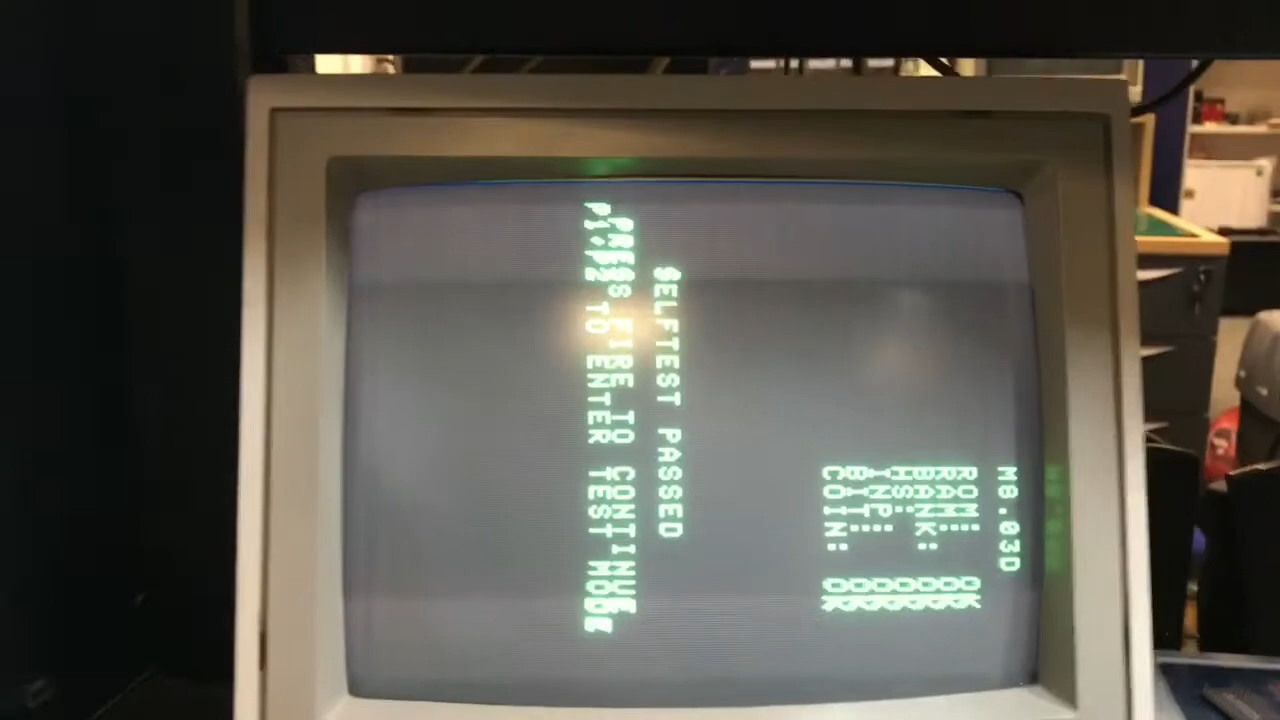 M8.03D
ROM: OK
RAM: OK
BANK: OK
HS: OK
INP: OK
BIT: OK
COIN: OK
SELFTEST PASSED
PRESS FIRE TO CONTINUE
P1+P2 TO ENTER TEST MODE